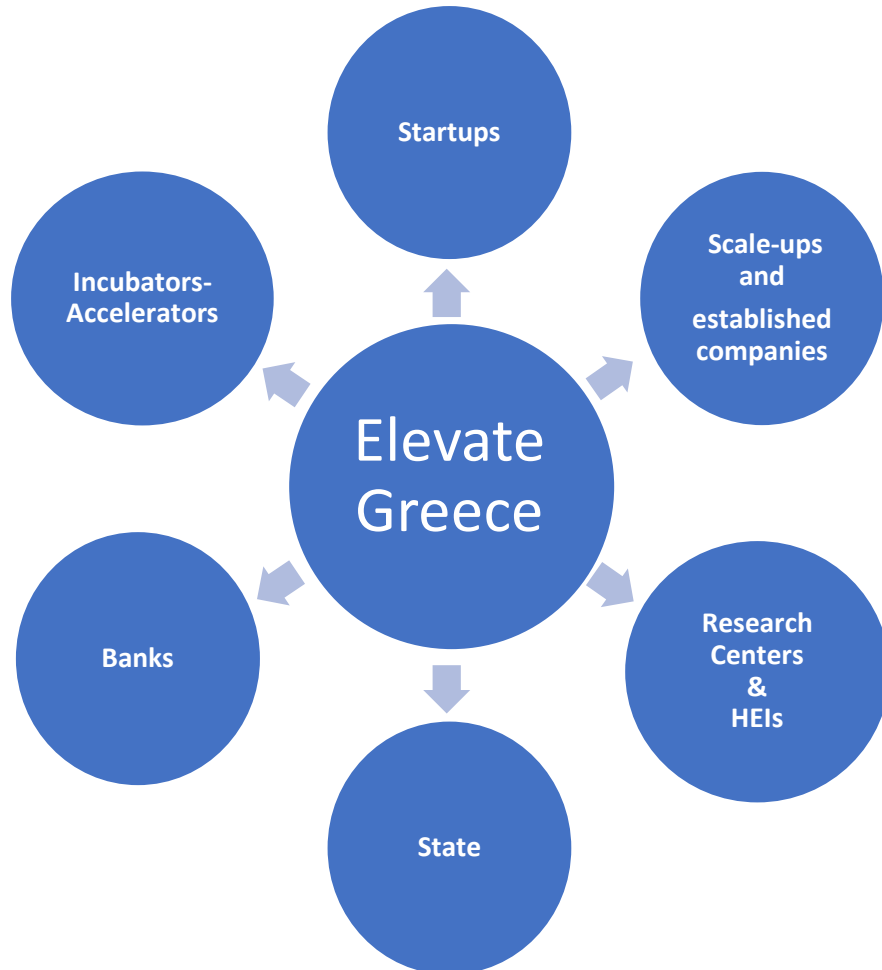 Startups
Incubators-
Accelerators
Scale-ups
and
established
companies
Elevate
Greece
Banks
Research
Centers
&
HEIs
State